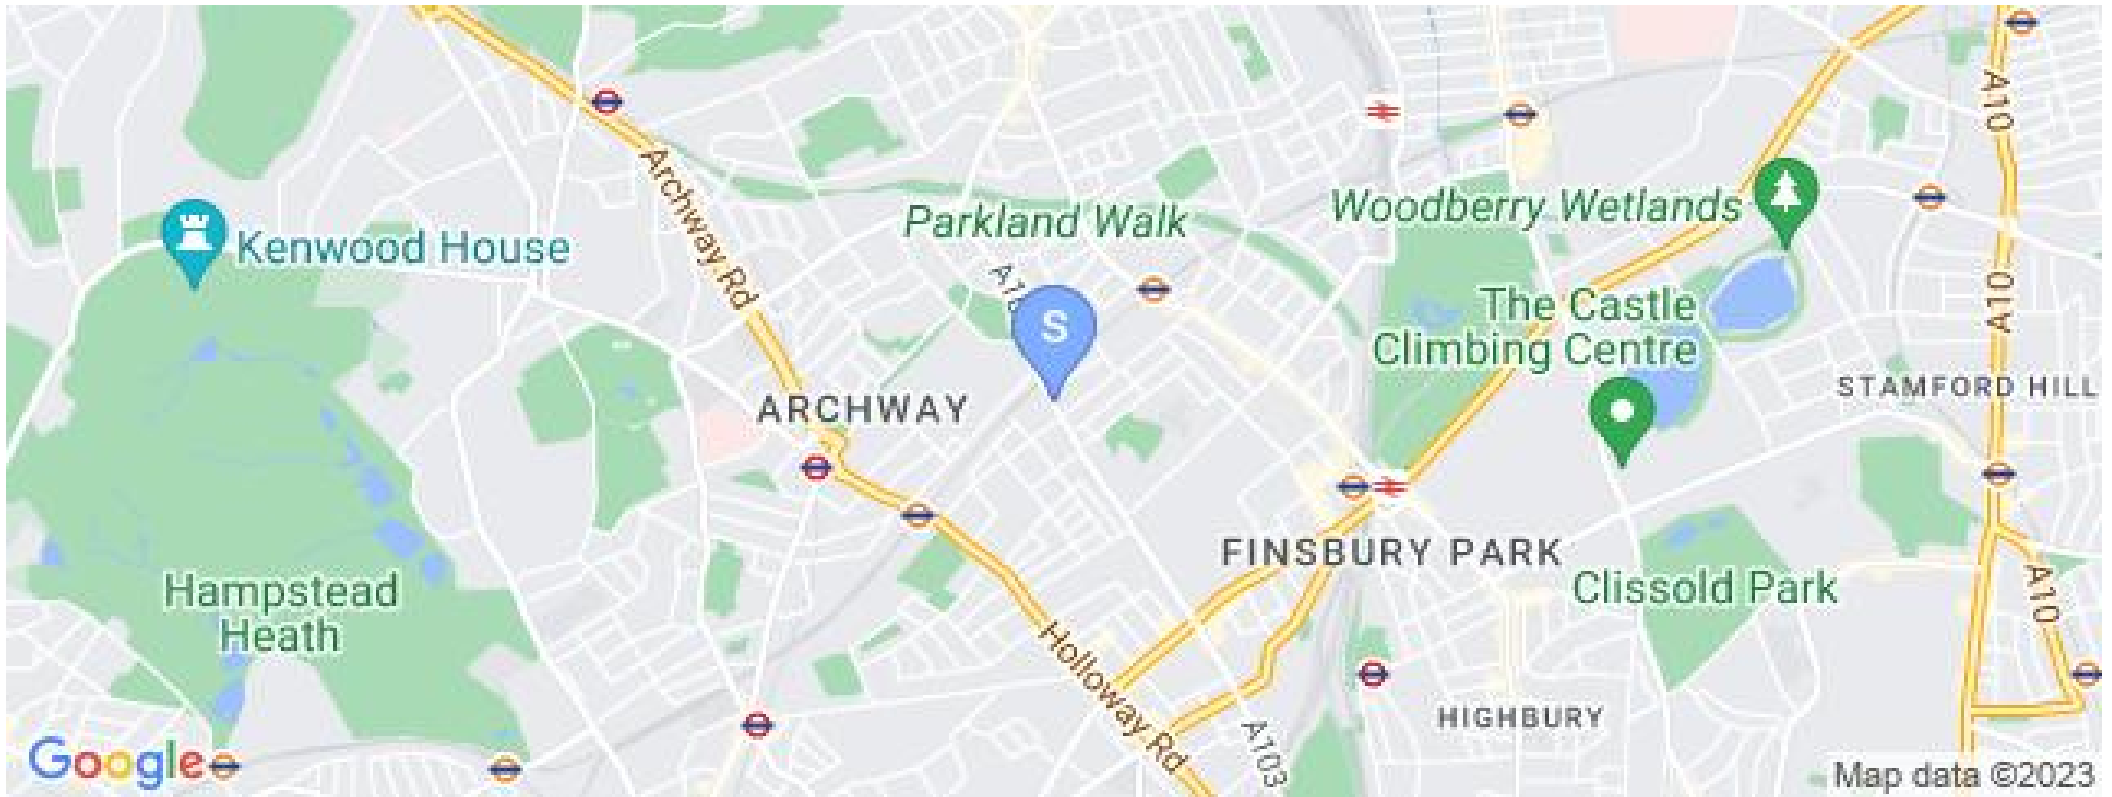 A10
Archway Rd
Parkland Walk
Woodberry Wetlands
Kenwood House
A10
S
The Castle
Climbing Centre
STAMFORD HILL
ARCHWAY
FINSBURY PARK
Clissold Park
A10
Hampstead
Heath
Holloway Rd
HIGHBURY
A103
Google
Map data ©2023